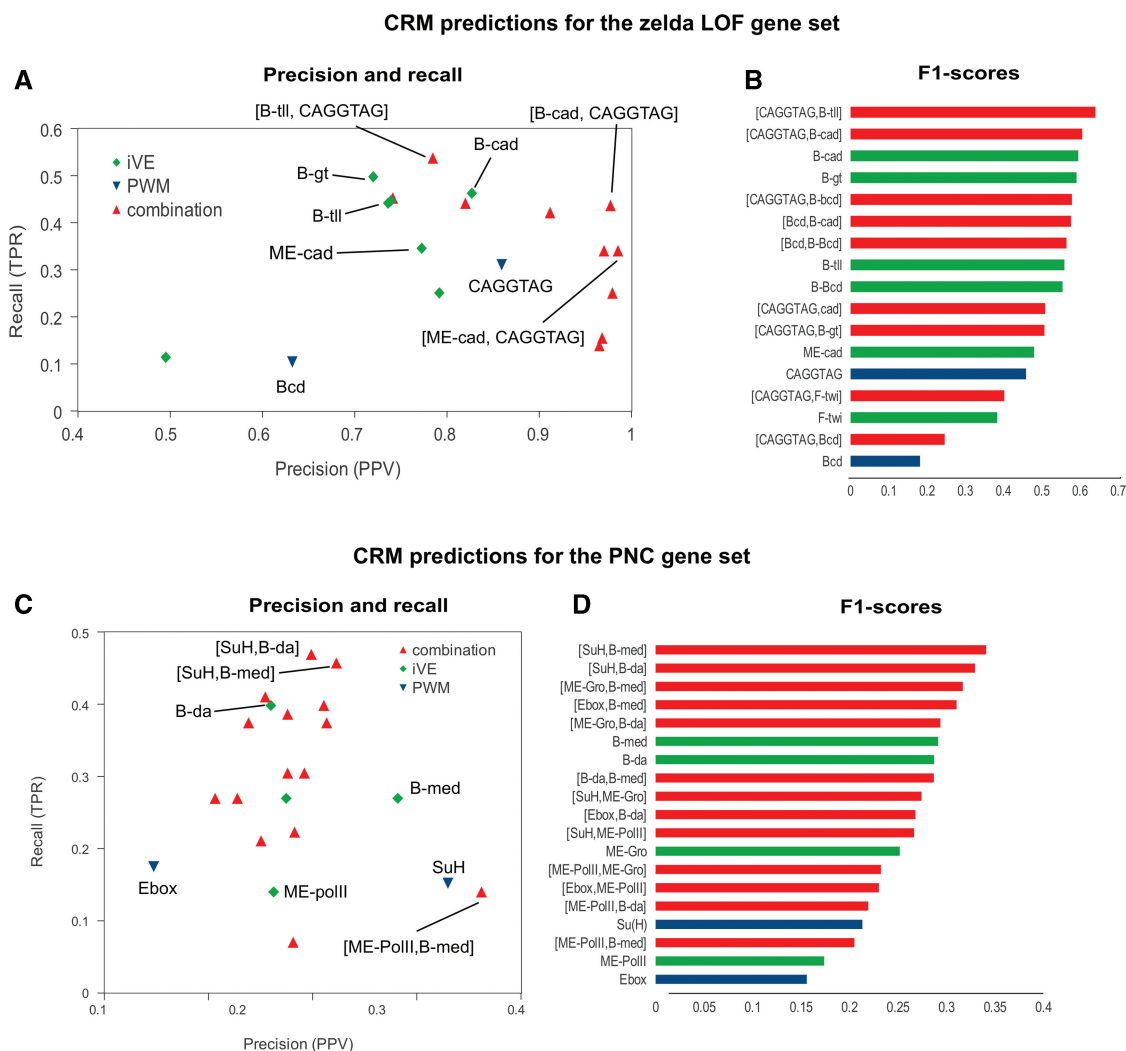 CRM predictions for the zelda LOF gene set
A
Precision and recall
[B-tll, CAGGTAG]
[B-cad, CAGGTAG]
iVE
PWM
combination
B-gt
B-cad
B-tll
ME-cad
CAGGTAG
[ME-cad, CAGGTAG]
Bcd
Recall (TPR)
0.6
0.5
0.4
0.3
0.2
0.1
0
0.4 0.5 0.6 0.7 0.8 0.9 1
Precision (PPV)
B
F1-scores
[CAGGTAG,B-tll]
[CAGGTAG,B-cad]
B-cad
B-gt
[CAGGTAG,B-bcd]
[Bcd,B-cad]
[Bcd,B-Bcd]
B-tll
B-Bcd
[CAGGTAG,cad]
[CAGGTAG,B-gt]
ME-cad
CAGGTAG
[CAGGTAG,F-twi]
F-twi
[CAGGTAG,Bcd]
Bcd
0 0.1 0.2 0.3 0.4 0.5 0.6 0.7
CRM predictions for the PNC gene set
C
Precision and recall
[SuH,B-da]
[SuH,B-med]
combination
iVE
PWM
B-da
B-med
SuH
Ebox
ME-polII
[ME-PolII,B-med]
Recall (TPR)
0.5
0.4
0.3
0.2
0.1
0
0.1 0.2 0.3 0.4
Precision (PPV)
D
F1-scores
[SuH,B-med]
[SuH,B-da]
[ME-Gro,B-med]
[Ebox,B-med]
[ME-Gro,B-da]
B-med
B-da
[B-da,B-med]
[SuH,ME-Gro]
[Ebox,B-da]
[SuH,ME-PolII]
ME-Gro
[ME-PolII,ME-Gro]
[Ebox,ME-PolII]
[ME-PolII,B-da]
Su(H)
[ME-PolII,B-med]
ME-PolII
Ebox
0 0.05 0.1 0.15 0.2 0.25 0.3 0.35 0.4